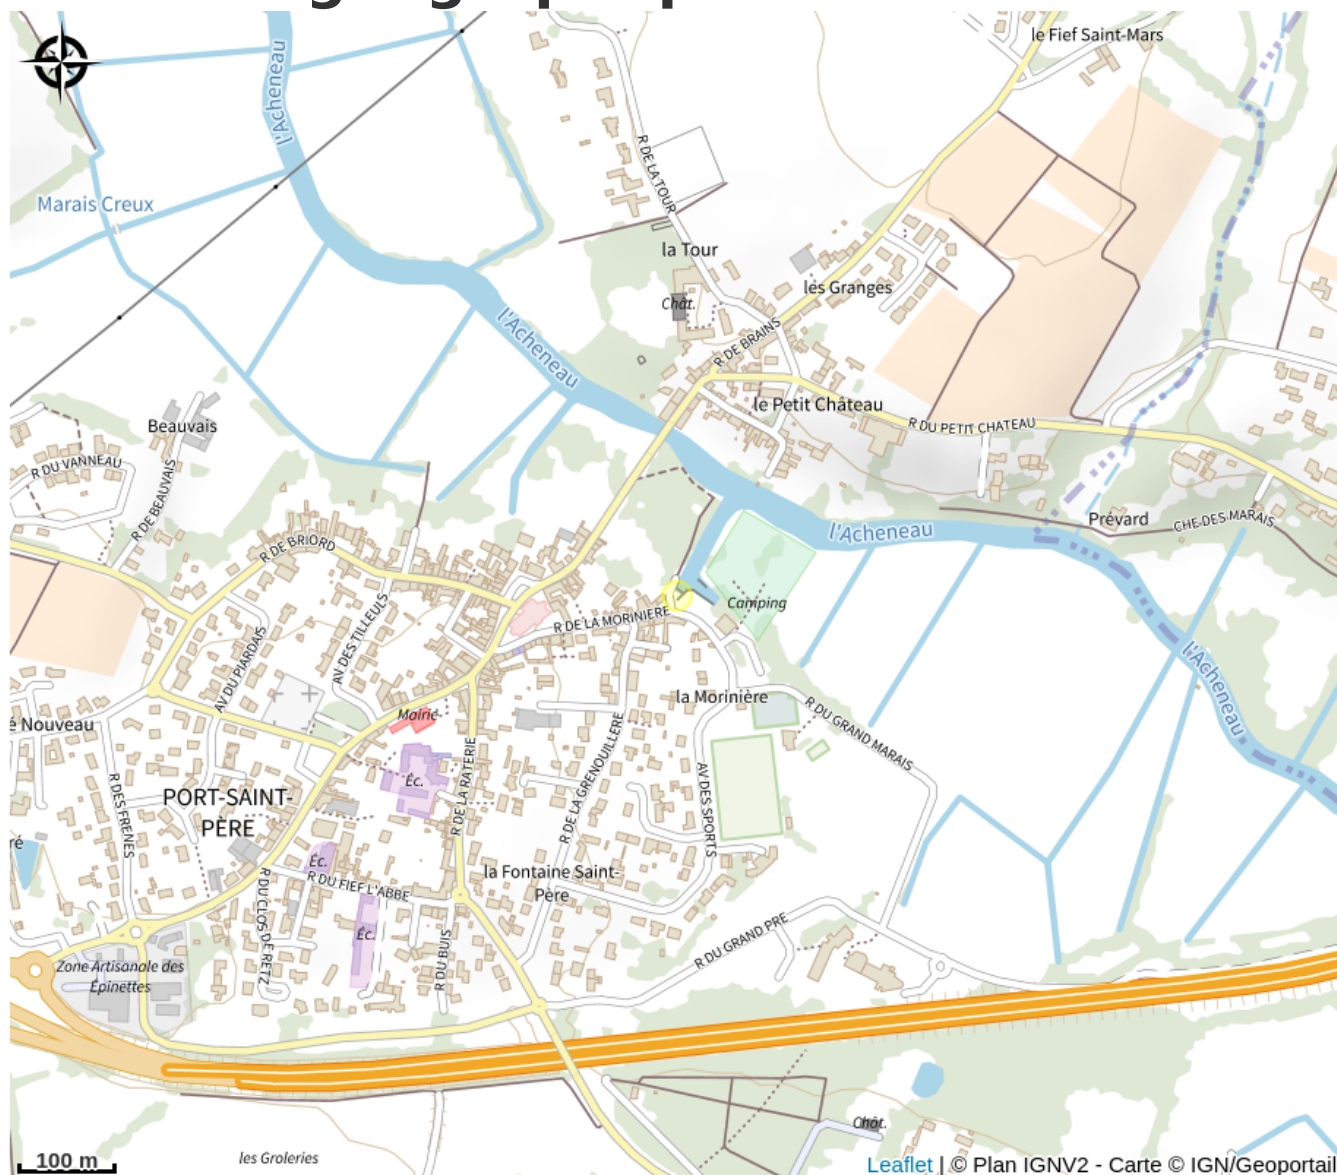 le Fief Saint-Mars
l'Acheneau
R DE LA TOUR
Marais Creux
la Tour
les Granges
Chât.
l'Acheneau
R DE BRAINS
le Petit Château
R DU PETIT CHATEAU
Beauvais
R DU VANNEAU
R DE BEAUVAIS
R DE BRIORD
l'Acheneau
Prévard
CHE DES MARAIS
Camping
R DE LA MORINIERE
AV DES TILLEULS
AV DU PIARDAIS
l'Acheneau
la Morinière
R DU GRAND MARAIS
é Nouveau
Mairie
R DE LA GRENOUILLERE
R DE LA RATERIE
AV DES SPORTS
Éc.
R DES FRENES
PORT-SAINT-
PÈRE
ré
Éc.
R DU FIEF L'ABBE
la Fontaine Saint-
Père
R DU CLOS DE RETZ
Éc.
R DU BUIS
R DU GRAND PRE
Zone Artisanale des
Épinettes
Chât.
les Groleries
100 m
Leaflet | © Plan IGNV2 - Carte © IGN/Geoportail